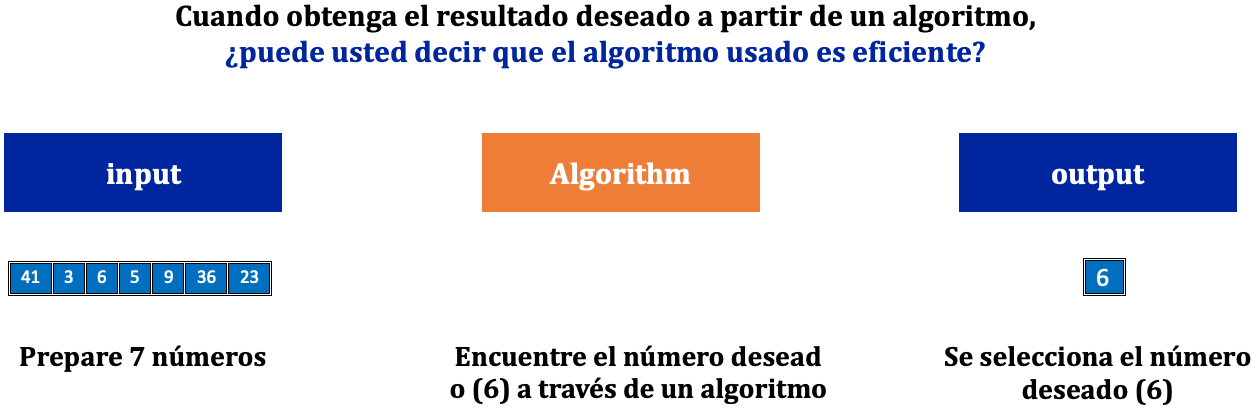 Cuando obtenga el resultado deseado a partir de un algoritmo,
¿puede usted decir que el algoritmo usado es eficiente?
input
Algorithm
output
41 3 6 5 9 36 23
6
Prepare 7 números
Encuentre el número desead
o (6) a través de un algoritmo
Se selecciona el número
deseado (6)